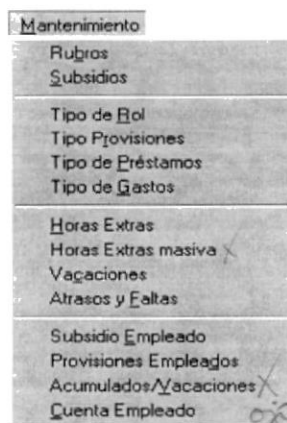 Mantenimiento
Rubros
Subsidios
Tipo de Rol
Tipo Provisiones
Tipo de Préstamos
Tipo de Gastos
Horas Extras
Horas Extras masiva
Vacaciones
Atrasos y Faltas
Subsidio Empleado
Provisiones Empleados
Acumulados/Vacaciones
Cuenta Empleado